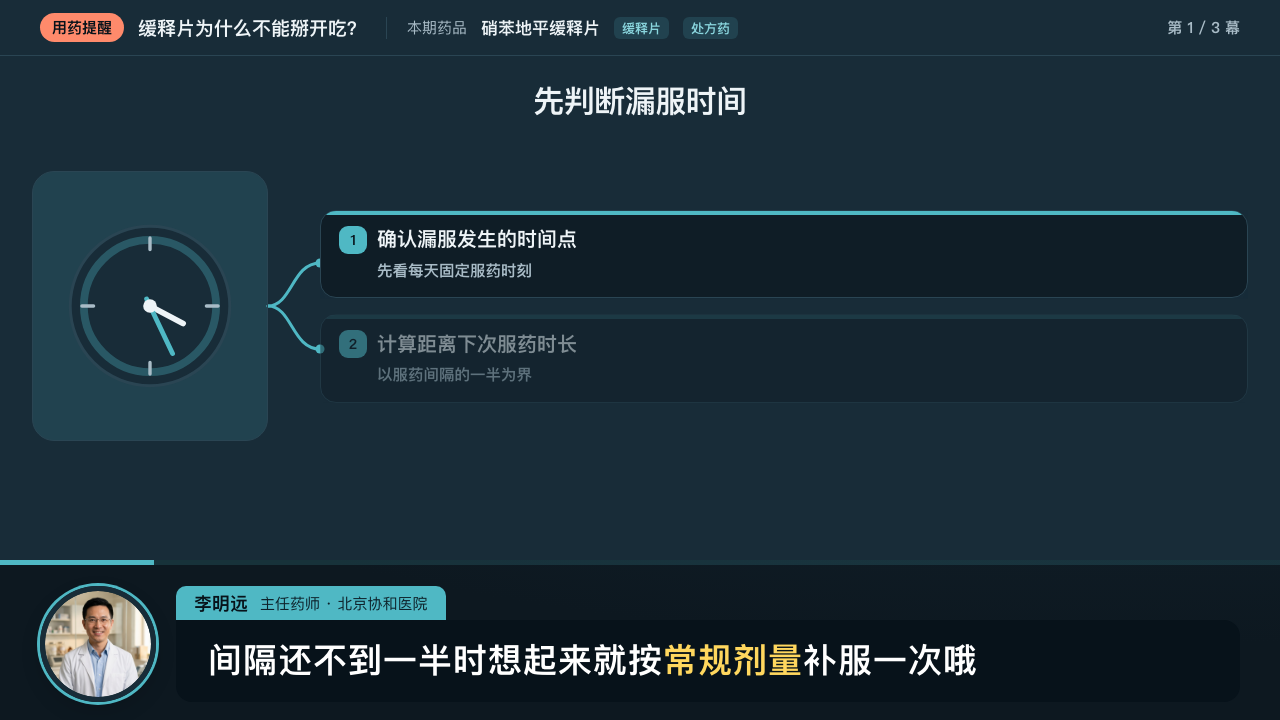 用药提醒 缓释片为什么不能掰开吃? 本期药品 硝苯地平缓释片 缓释片 处方药 第 1 / 3 幕
先判断漏服时间
1 确认漏服发生的时间点
先看每天固定服药时刻
2 计算距离下次服药时长
以服药间隔的一半为界
李明远 主任药师 · 北京协和医院
间隔还不到一半时想起来就按常规剂量补服一次哦